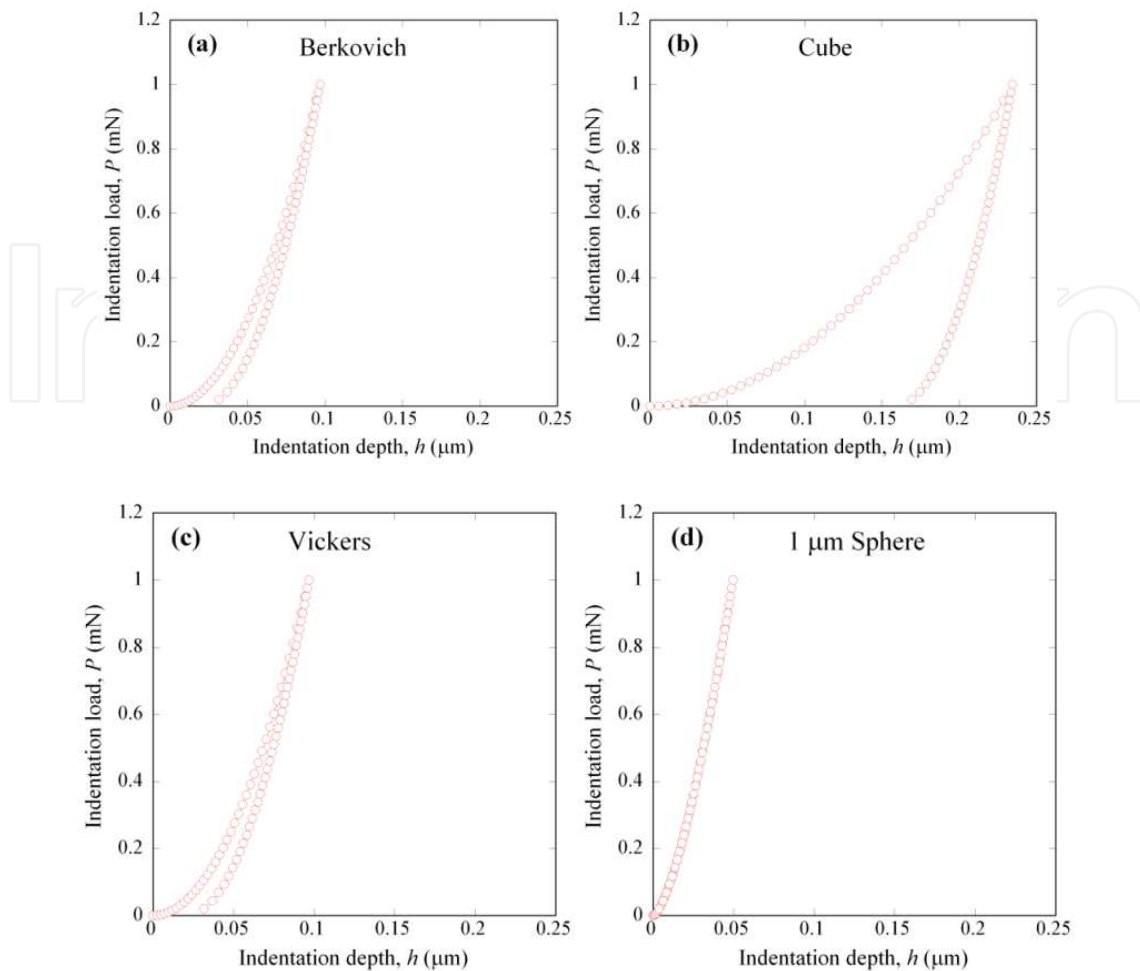 (a) Berkovich
1.2
1
0.8
0.6
0.4
0.2
0
0 0.05 0.1 0.15 0.2 0.25
Indentation load, P (mN)
Indentation depth, h (μm)
(b) Cube
1.2
1
0.8
0.6
0.4
0.2
0
0 0.05 0.1 0.15 0.2 0.25
Indentation load, P (mN)
Indentation depth, h (μm)
(c) Vickers
1.2
1
0.8
0.6
0.4
0.2
0
0 0.05 0.1 0.15 0.2 0.25
Indentation load, P (mN)
Indentation depth, h (μm)
(d) 1 μm Sphere
1.2
1
0.8
0.6
0.4
0.2
0
0 0.05 0.1 0.15 0.2 0.25
Indentation load, P (mN)
Indentation depth, h (μm)